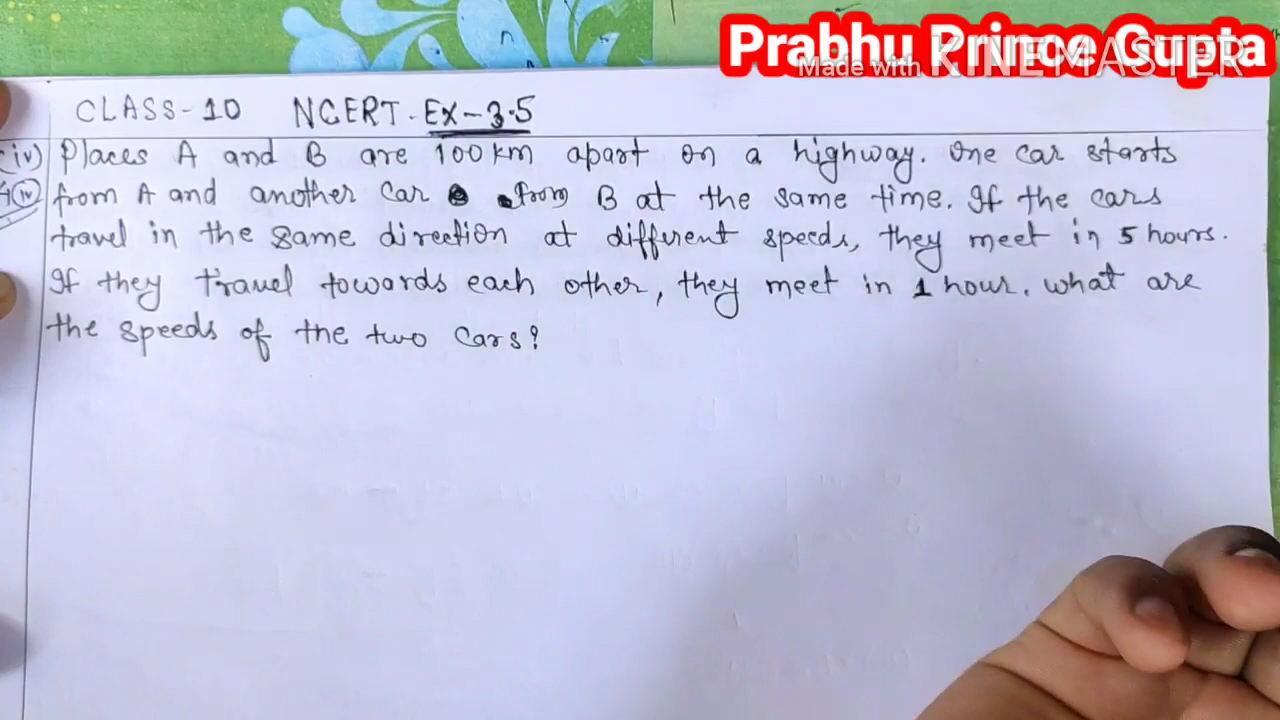 Prabhu Prince Gupta
Made with KINEMASTER
CLASS-10 NCERT. EX-3.5
(iv) Places A and B are 100 km apart on a highway. One car starts
4(iv) from A and another car from B at the same time. If the cars
travel in the same direction at different speeds, they meet in 5 hours.
If they travel towards each other, they meet in 1 hour. what are
the speeds of the two cars?